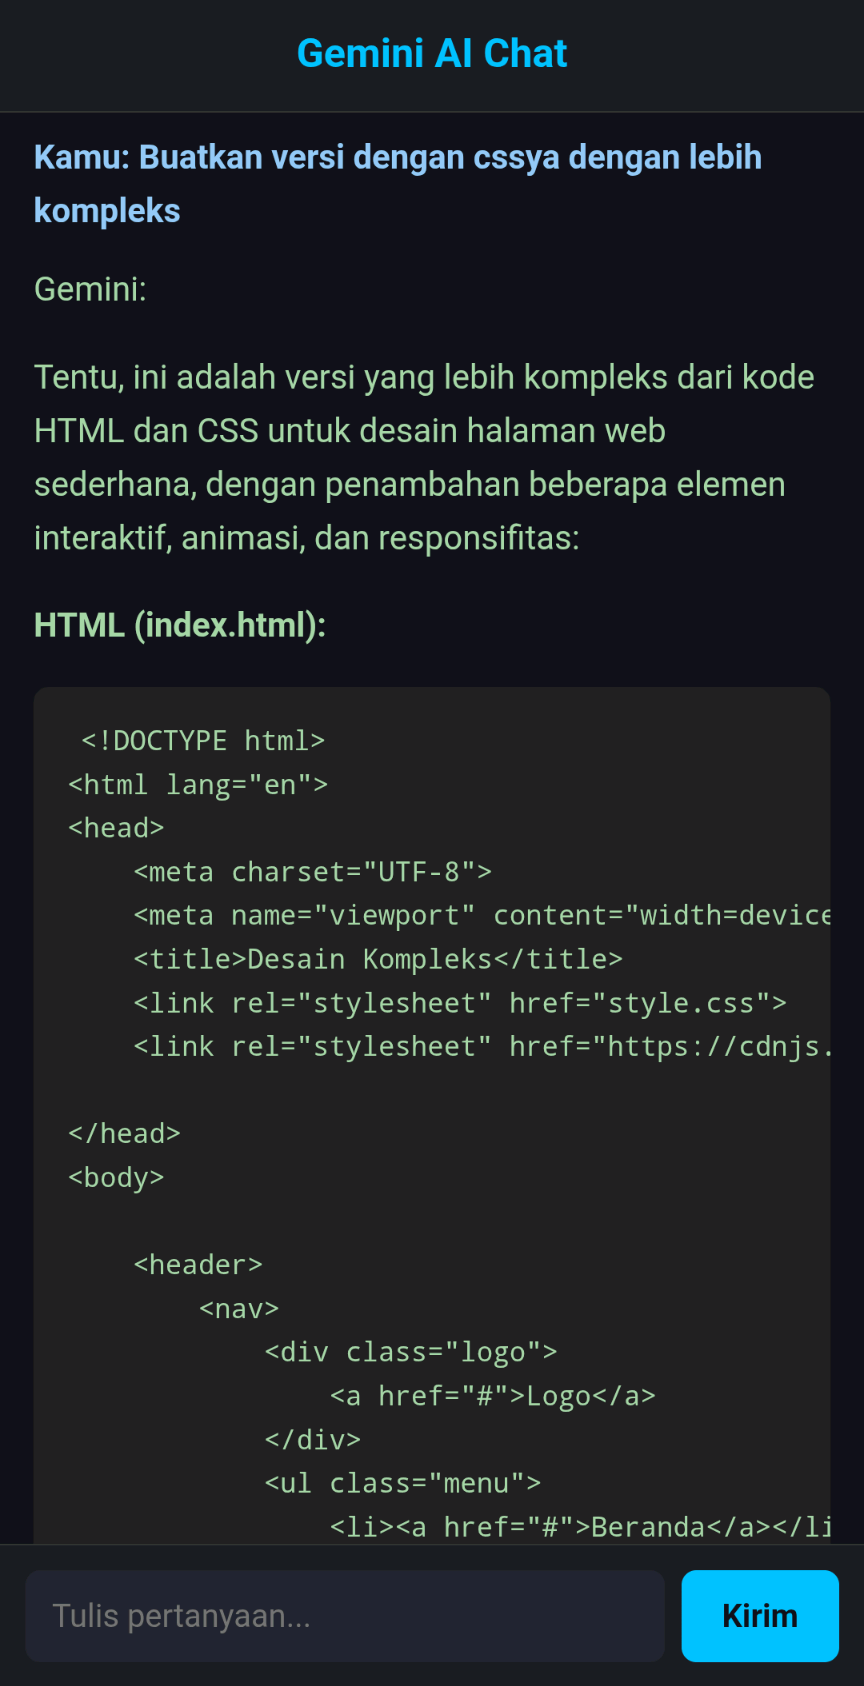 Gemini AI Chat
Kamu: Buatkan versi dengan cssya dengan lebih
kompleks
Gemini:
Tentu, ini adalah versi yang lebih kompleks dari kode
HTML dan CSS untuk desain halaman web
sederhana, dengan penambahan beberapa elemen
interaktif, animasi, dan responsifitas:
HTML (index.html):
<!DOCTYPE html>
<html lang="en">
<head>
    <meta charset="UTF-8">
    <meta name="viewport" content="width=device
    <title>Desain Kompleks</title>
    <link rel="stylesheet" href="style.css">
    <link rel="stylesheet" href="https://cdnjs.
</head>
<body>
    <header>
        <nav>
            <div class="logo">
                <a href="#">Logo</a>
            </div>
            <ul class="menu">
                <li><a href="#">Beranda</a></li
Tulis pertanyaan...
Kirim